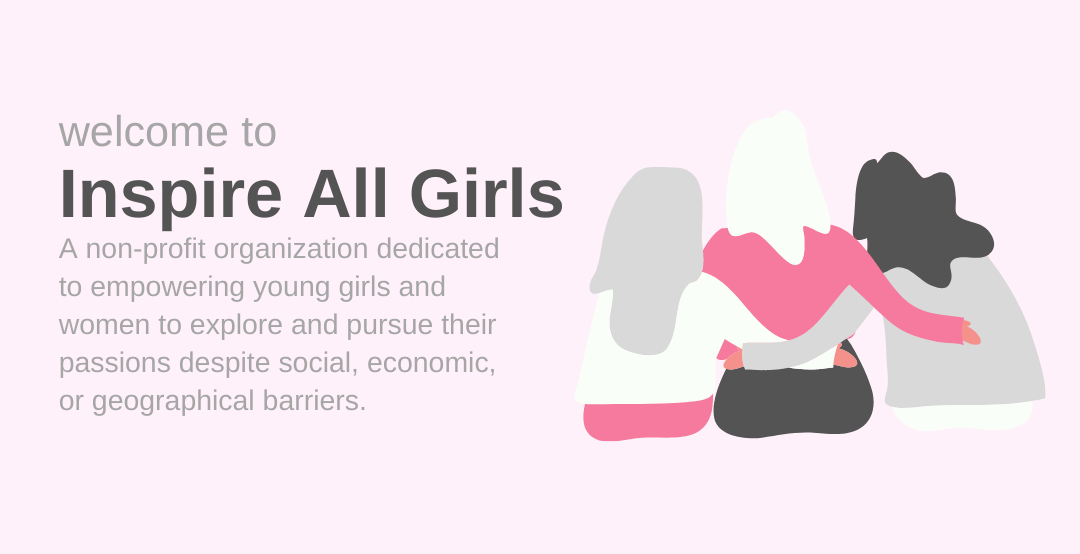 welcome to
Inspire All Girls
A non-profit organization dedicated
to empowering young girls and
women to explore and pursue their
passions despite social, economic,
or geographical barriers.